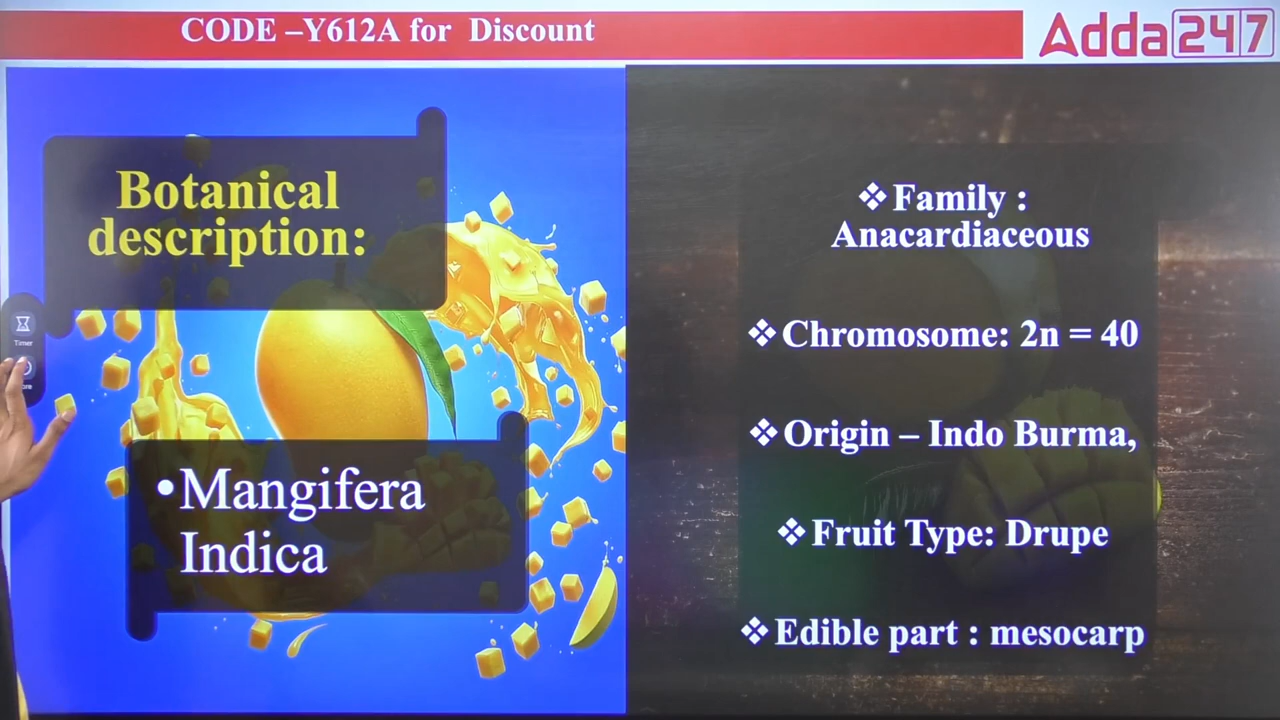 CODE –Y612A for Discount
Adda247
Botanical
description:
•Mangifera
Indica
❖Family :
Anacardiaceous
❖Chromosome: 2n = 40
❖Origin – Indo Burma,
❖Fruit Type: Drupe
❖Edible part : mesocarp
Timer